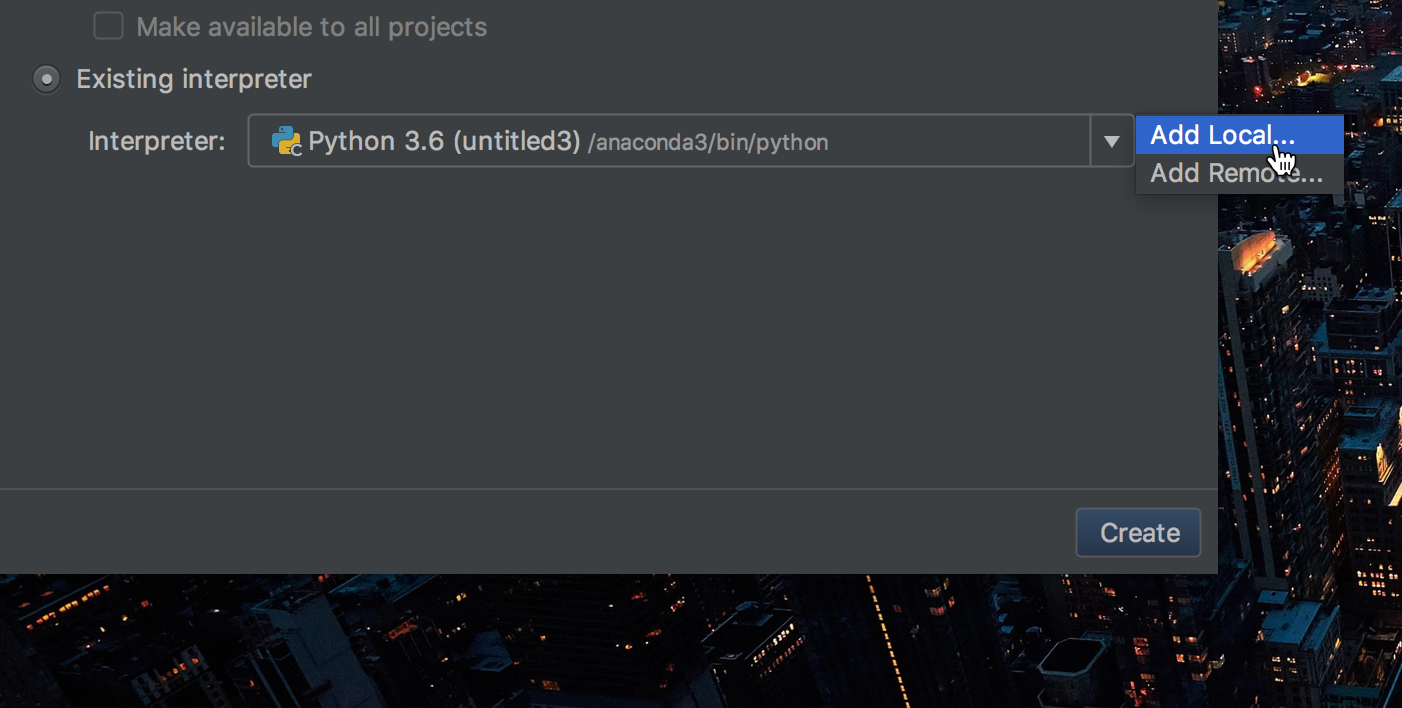 Make available to all projects
Existing interpreter
Interpreter: Python 3.6 (untitled3) /anaconda3/bin/python
Add Local...
Add Remote...
Create